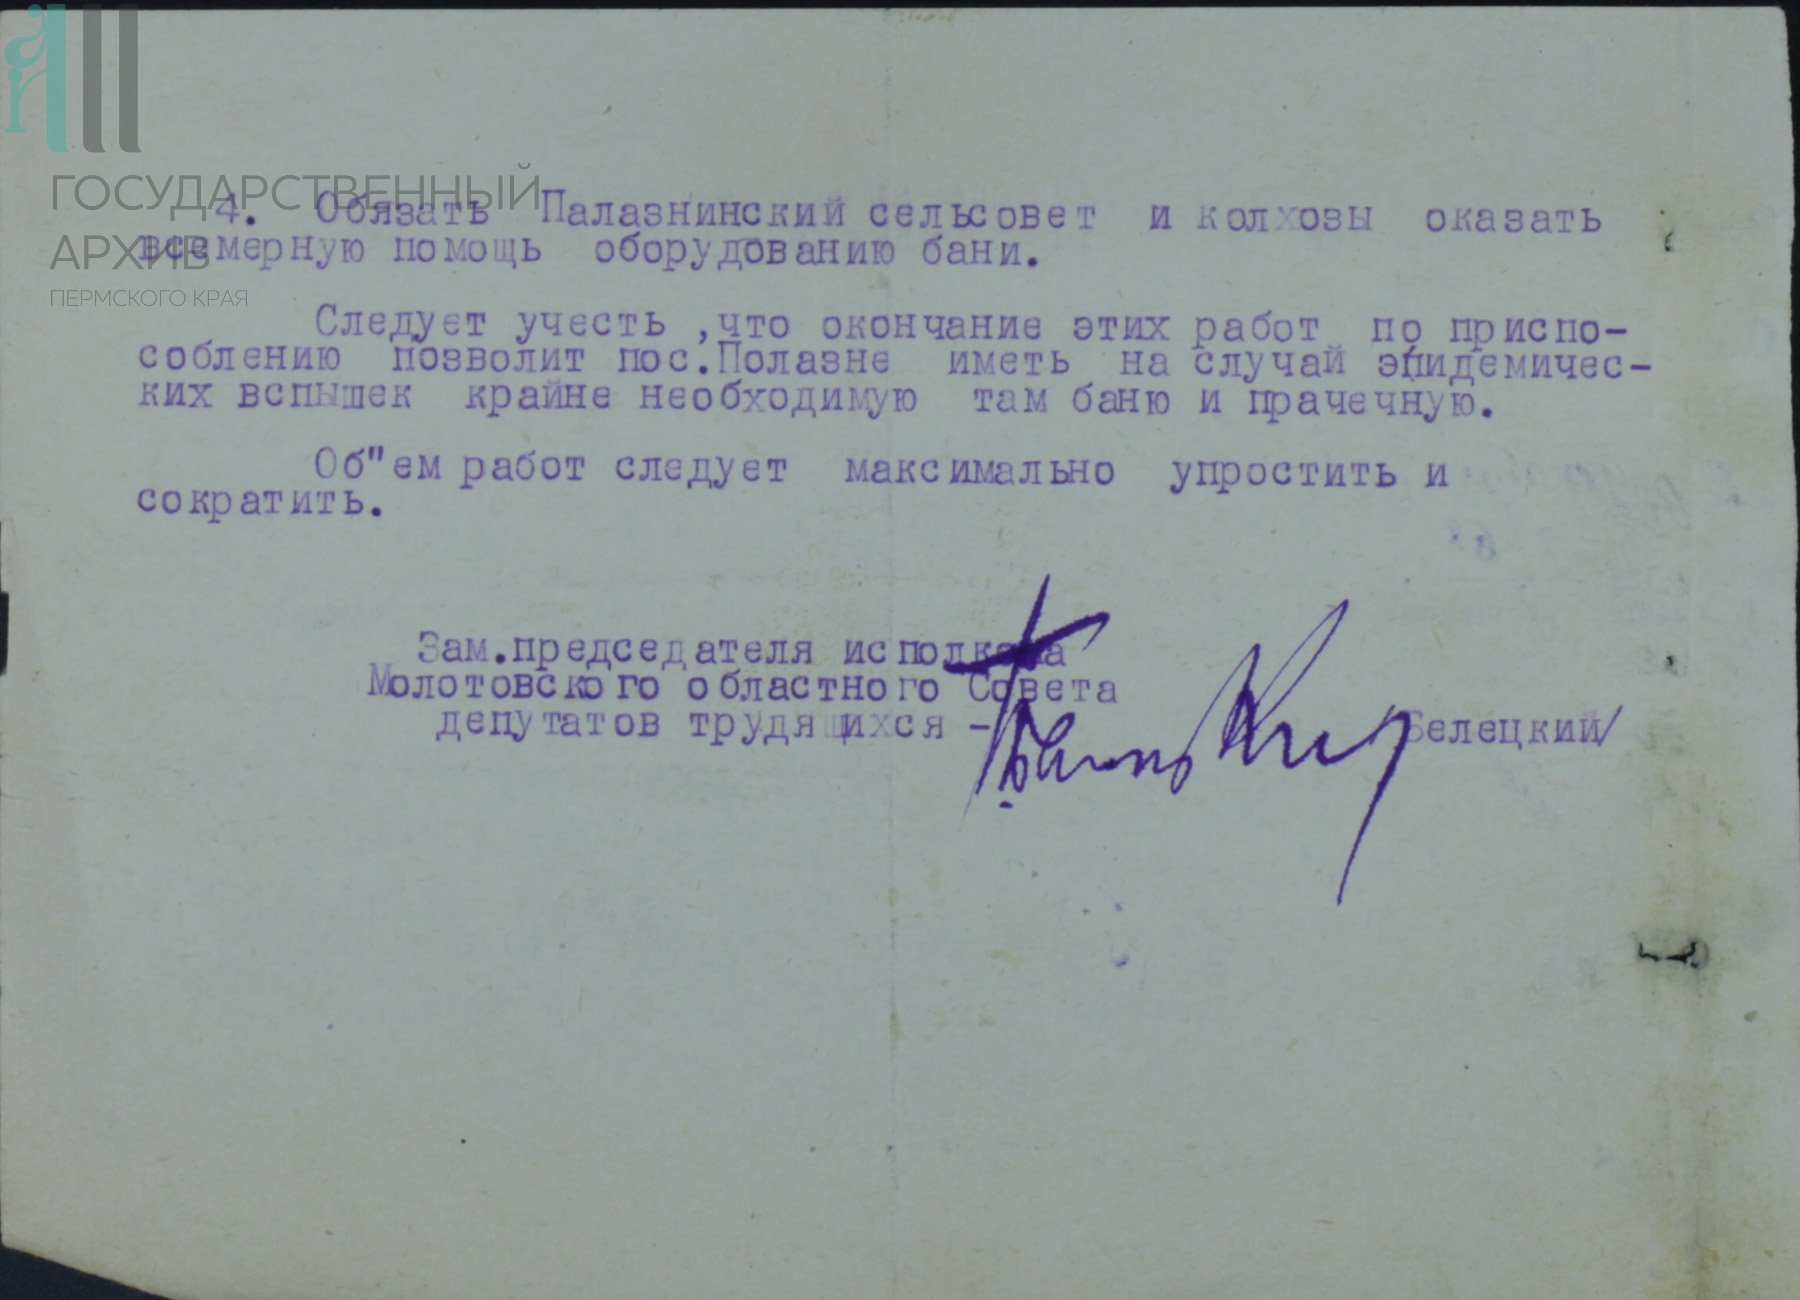 ГОСУДАРСТВЕННЫЙ
АРХИВ
ПЕРМСКОГО КРАЯ
4. Обязать Палазнинский сельсовет и колхозы оказать
всемерную помощь оборудованию бани.
Следует учесть ,что окончание этих работ по приспо-
соблению позволит пос.Полазне иметь на случай эпидемичес-
ких вспышек крайне необходимую там баню и прачечную.
Об"ем работ следует максимально упростить и
сократить.
Зам.председателя исполкома
Молотовского областного Совета
депутатов трудящихся -
/Белецкий/